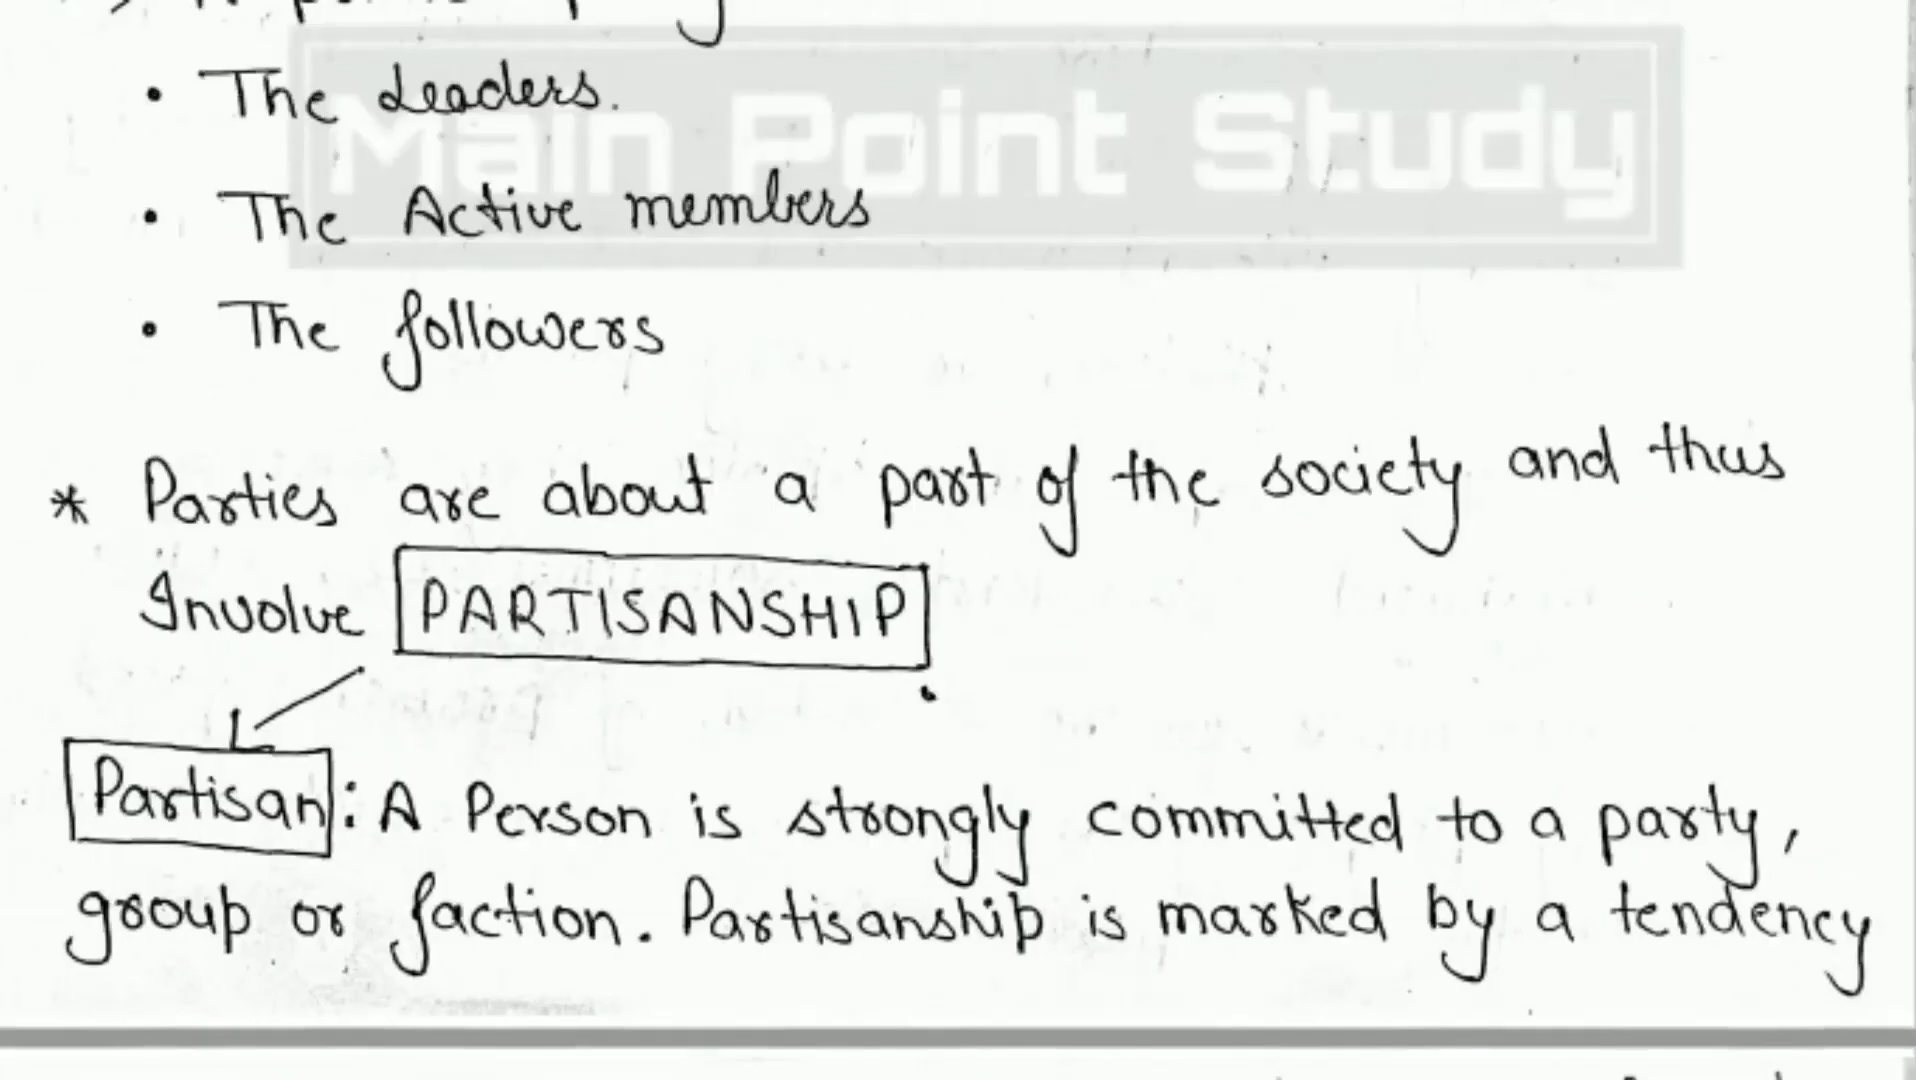 • The Leaders.
Main Point Study
• The Active members
• The followers
* Parties are about a part of the society and thus
Involve PARTISANSHIP.
Partisan: A Person is strongly committed to a party,
group or faction. Partisanship is marked by a tendency